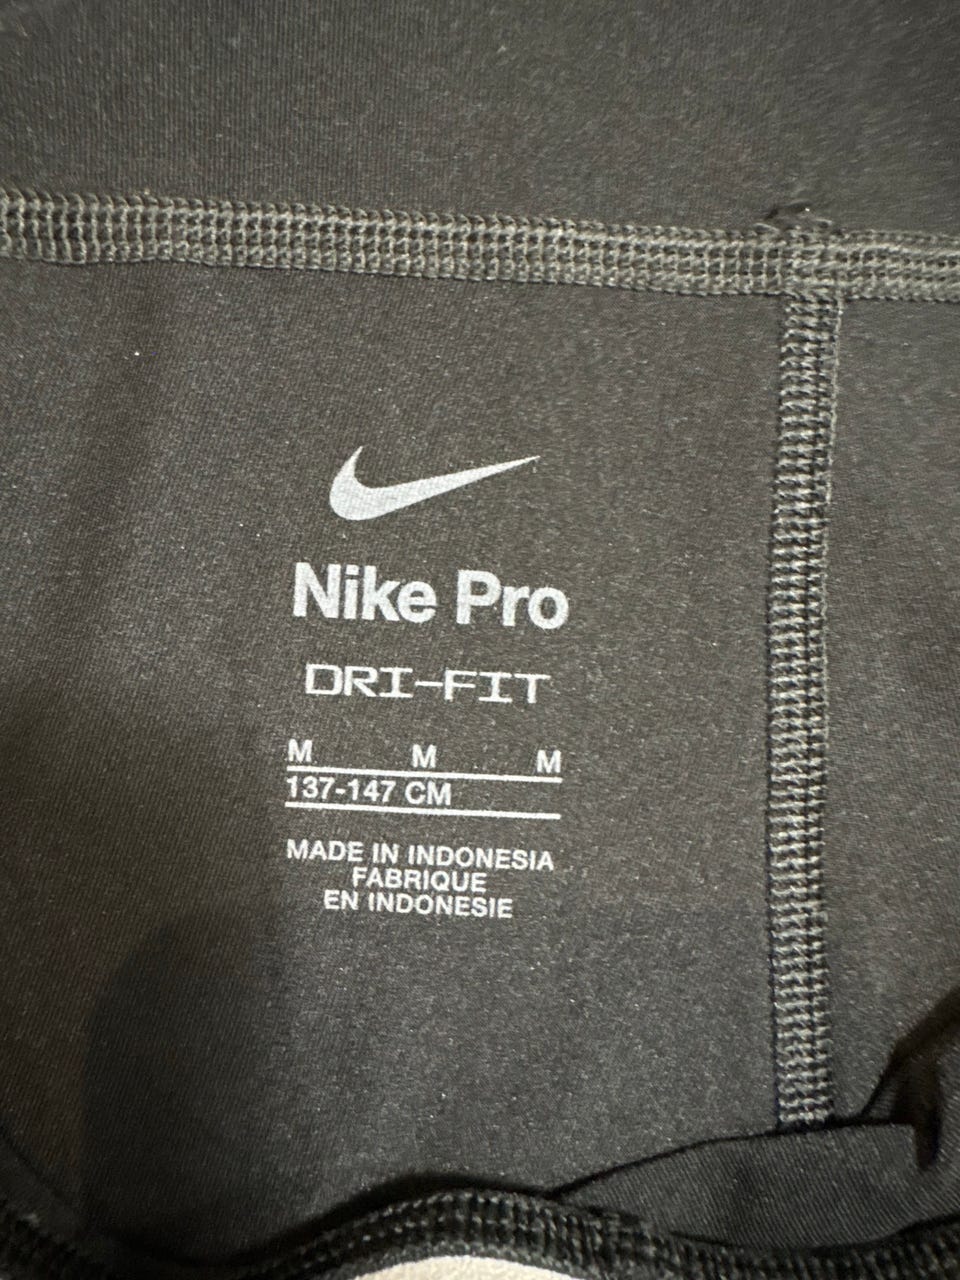 Nike Pro
DRI-FIT
M M M
137-147 CM
MADE IN INDONESIA
FABRIQUE
EN INDONESIE